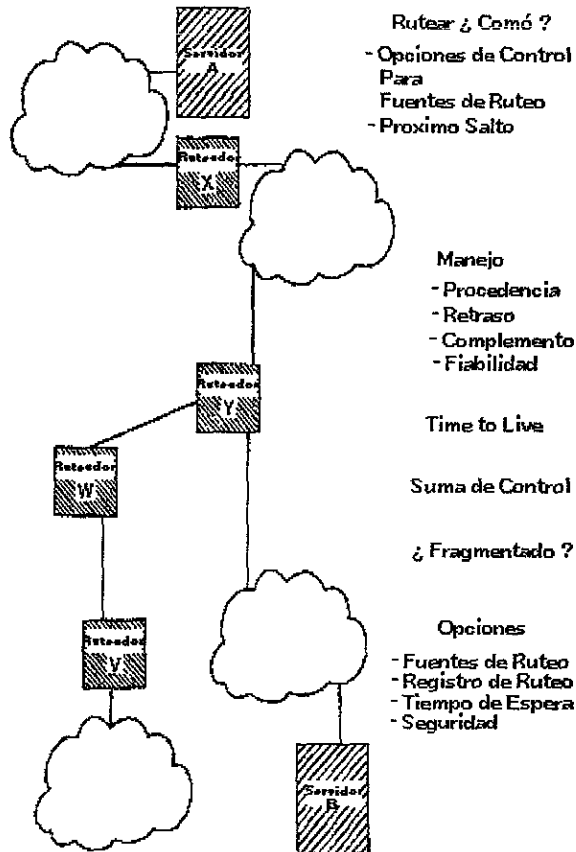 Servidor
A
Rutear ¿ Comó ?
- Opciones de Control
Para
Fuentes de Ruteo
- Proximo Salto
Ruteador
X
Manejo
- Procedencia
- Retraso
- Complemento
- Fiabilidad
Ruteador
Y
Time to Live
Ruteador
W
Suma de Control
¿ Fragmentado ?
Ruteador
V
Opciones
- Fuentes de Ruteo
- Registro de Ruteo
- Tiempo de Espera
- Seguridad
Servidor
B